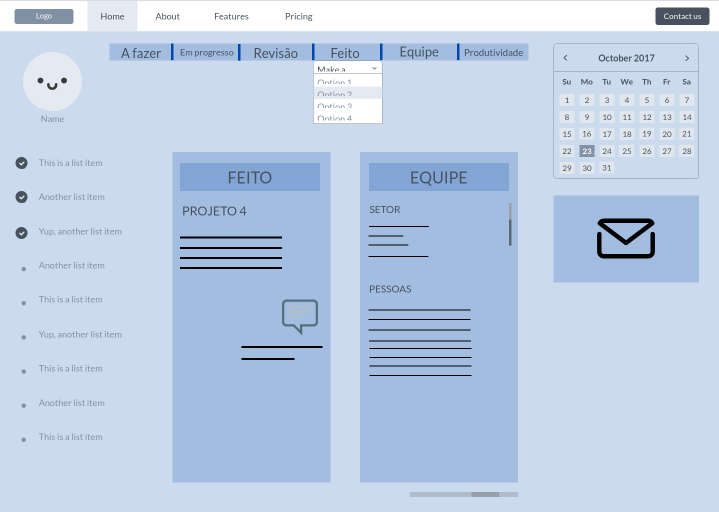 Logo
Home
About
Features
Pricing
Contact us
A fazer
Em progresso
Revisão
Feito
Equipe
Produtividade
Make a
Option 1
Option 2
Option 3
Option 4
Name
This is a list item
Another list item
Yup, another list item
Another list item
This is a list item
Yup, another list item
This is a list item
Another list item
This is a list item
FEITO
PROJETO 4
EQUIPE
SETOR
PESSOAS
October 2017
Su Mo Tu We Th Fr Sa
1 2 3 4 5 6 7
8 9 10 11 12 13 14
15 16 17 18 19 20 21
22 23 24 25 26 27 28
29 30 31